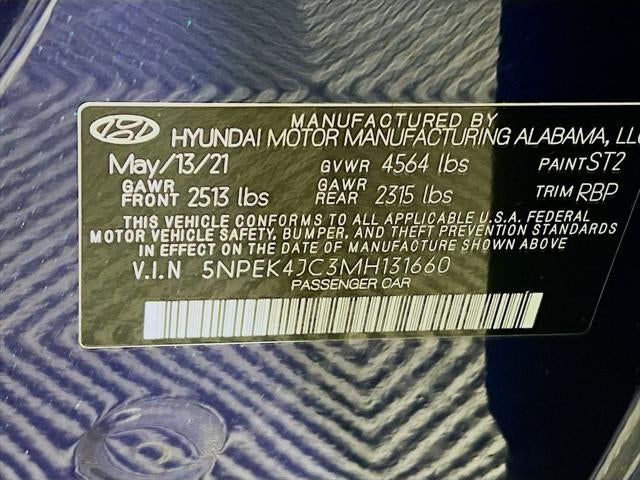 MANUFACTURED BY
HYUNDAI MOTOR MANUFACTURING ALABAMA, LLC
May/13/21 GVWR 4564 lbs PAINT ST2
GAWR FRONT 2513 lbs GAWR REAR 2315 lbs TRIM RBP
THIS VEHICLE CONFORMS TO ALL APPLICABLE U.S.A. FEDERAL
MOTOR VEHICLE SAFETY, BUMPER, AND THEFT PREVENTION STANDARDS
IN EFFECT ON THE DATE OF MANUFACTURE SHOWN ABOVE
V.I.N 5NPEK4JC3MH131660
PASSENGER CAR